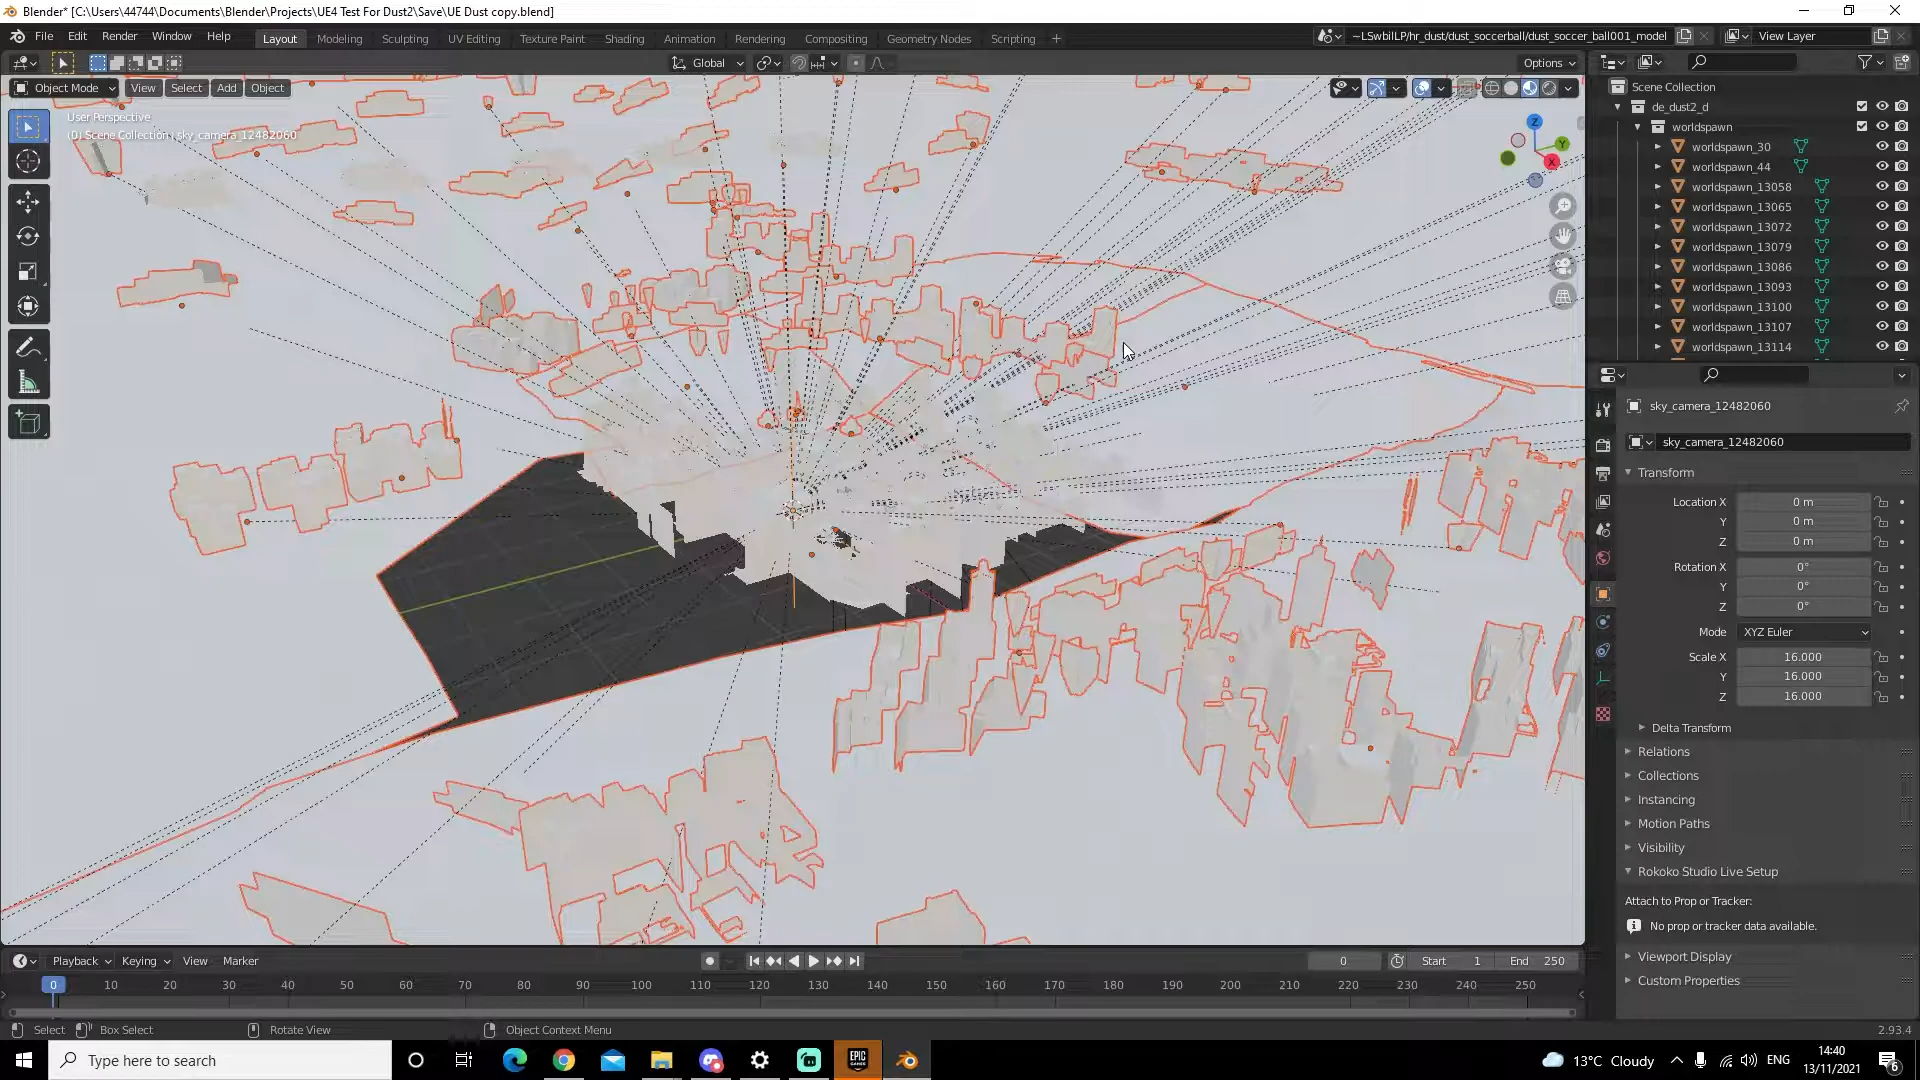 Blender* [C:\Users\44744\Documents\Blender\Projects\UE4 Test For Dust2\Save\UE Dust copy.blend]
File Edit Render Window Help Layout Modeling Sculpting UV Editing Texture Paint Shading Animation Rendering Compositing Geometry Nodes Scripting + ~LSwbilLP/hr_dust/dust_soccerball/dust_soccer_ball001_model View Layer
Global Options
Object Mode View Select Add Object
User Perspective
(0) Scene Collection | sky_camera_12482060
Z
Y
X
Scene Collection
de_dust2_d
worldspawn
worldspawn_30
worldspawn_44
worldspawn_13058
worldspawn_13065
worldspawn_13072
worldspawn_13079
worldspawn_13086
worldspawn_13093
worldspawn_13100
worldspawn_13107
worldspawn_13114
sky_camera_12482060
sky_camera_12482060
Transform
Location X 0 m
Y 0 m
Z 0 m
Rotation X 0°
Y 0°
Z 0°
Mode XYZ Euler
Scale X 16.000
Y 16.000
Z 16.000
Delta Transform
Relations
Collections
Instancing
Motion Paths
Visibility
Rokoko Studio Live Setup
Attach to Prop or Tracker:
No prop or tracker data available.
Viewport Display
Custom Properties
Playback Keying View Marker 0 Start 1 End 250
0 10 20 30 40 50 60 70 80 90 100 110 120 130 140 150 160 170 180 190 200 210 220 230 240 250
Select Box Select Rotate View Object Context Menu 2.93.4
Type here to search EPIC GAMES 13°C Cloudy ENG 14:40
13/11/2021 6